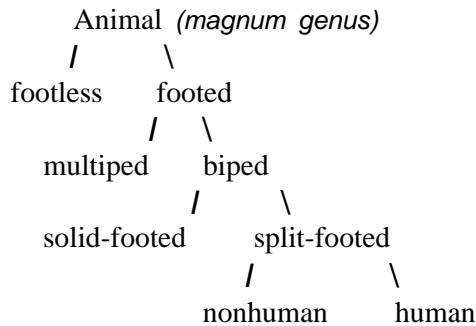 Animal (magnum genus)
footless footed
multiped biped
solid-footed split-footed
nonhuman human